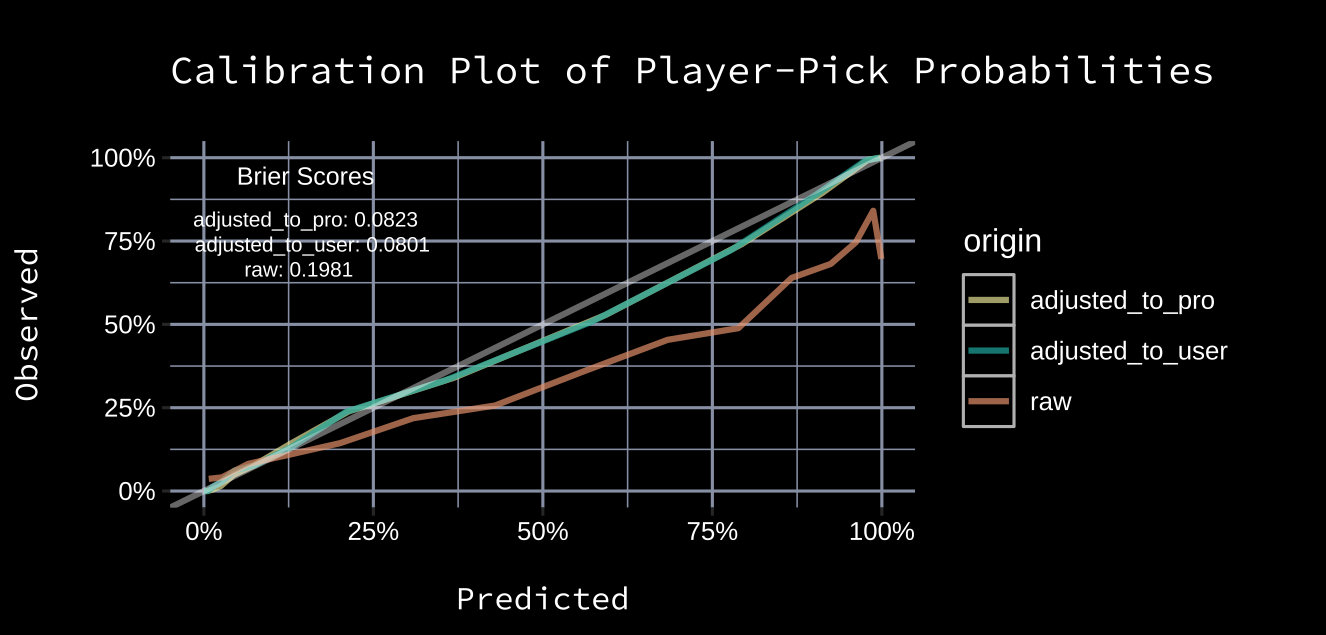 Calibration Plot of Player-Pick Probabilities
Observed
100%
75%
50%
25%
0%
Brier Scores
adjusted_to_pro: 0.0823
adjusted_to_user: 0.0801
raw: 0.1981
0% 25% 50% 75% 100%
Predicted
origin
adjusted_to_pro
adjusted_to_user
raw